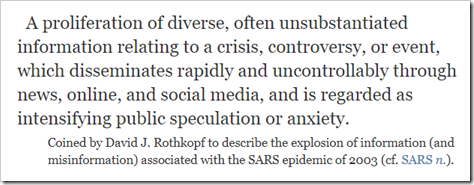 A proliferation of diverse, often unsubstantiated
information relating to a crisis, controversy, or event,
which disseminates rapidly and uncontrollably through
news, online, and social media, and is regarded as
intensifying public speculation or anxiety.
Coined by David J. Rothkopf to describe the explosion of information (and
misinformation) associated with the SARS epidemic of 2003 (cf. SARS n.).